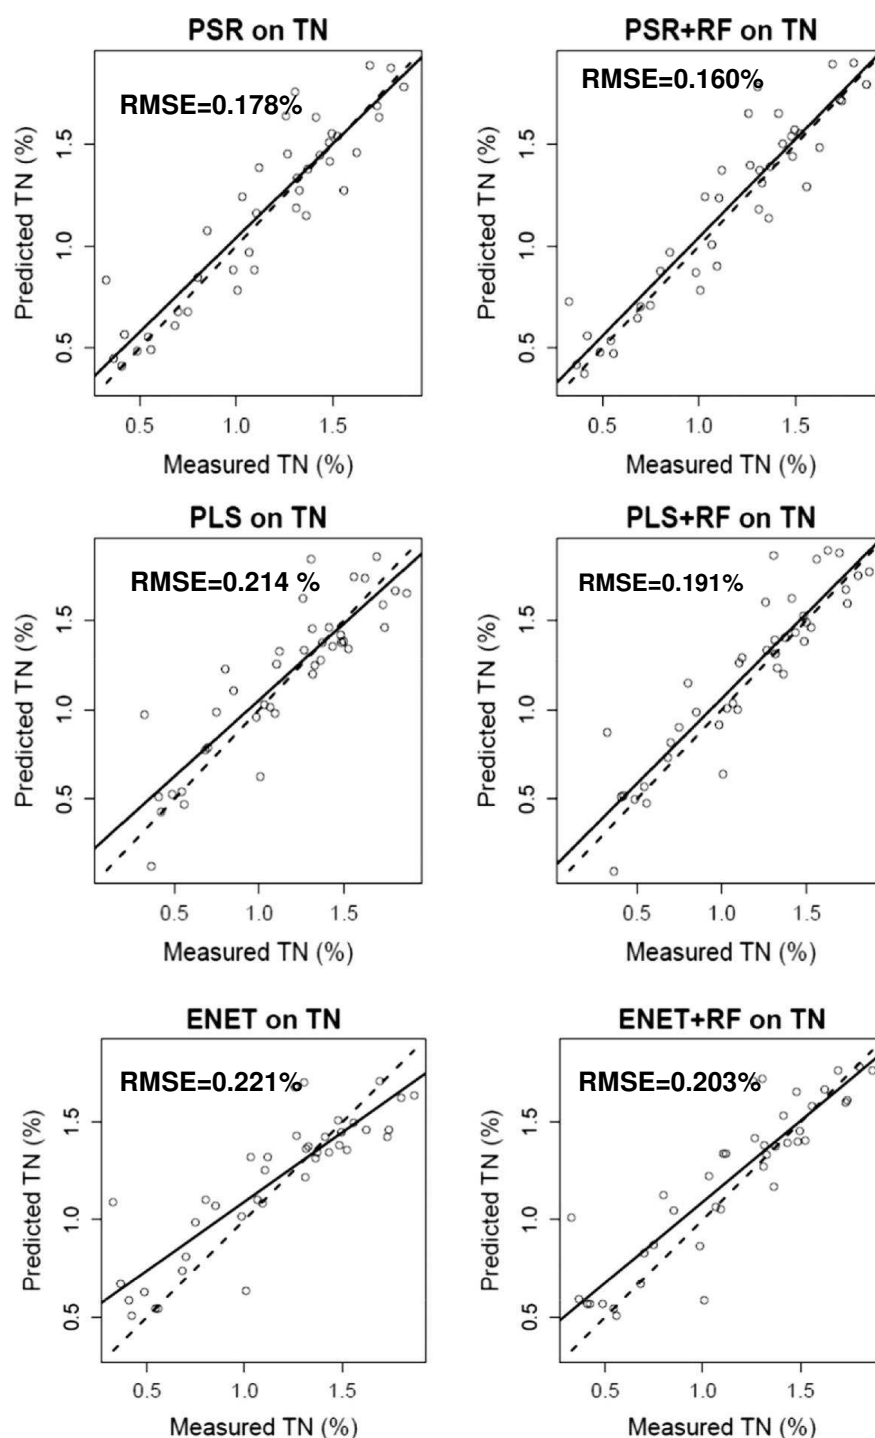 PSR on TN
RMSE=0.178%
Predicted TN (%)
0.5 1.0 1.5
0.5 1.0 1.5
Measured TN (%)
PSR+RF on TN
RMSE=0.160%
Predicted TN (%)
0.5 1.0 1.5
0.5 1.0 1.5
Measured TN (%)
PLS on TN
RMSE=0.214 %
Predicted TN (%)
0.5 1.0 1.5
0.5 1.0 1.5
Measured TN (%)
PLS+RF on TN
RMSE=0.191%
Predicted TN (%)
0.5 1.0 1.5
0.5 1.0 1.5
Measured TN (%)
ENET on TN
RMSE=0.221%
Predicted TN (%)
0.5 1.0 1.5
0.5 1.0 1.5
Measured TN (%)
ENET+RF on TN
RMSE=0.203%
Predicted TN (%)
0.5 1.0 1.5
0.5 1.0 1.5
Measured TN (%)